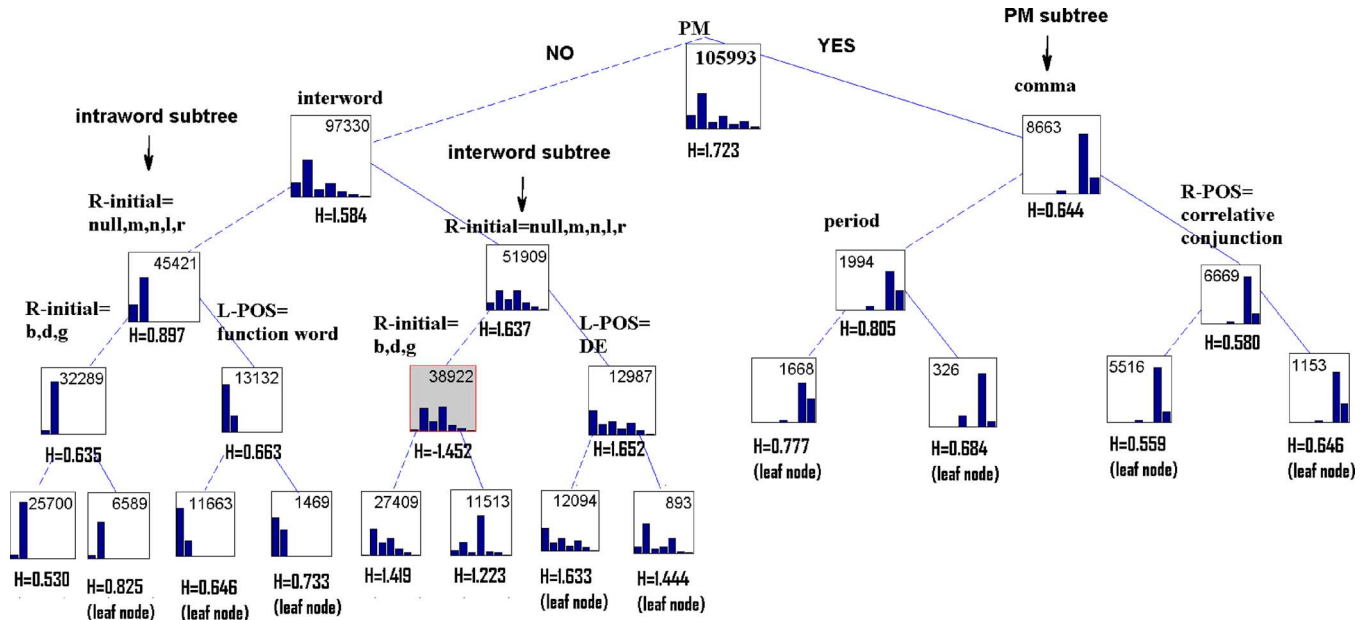 PM
PM subtree
NO
YES
105993
comma
interword
intraword subtree
97330
8663
H=1.723
interword subtree
R-initial=
null,m,n,l,r
H=1.584
H=0.644
R-POS=
correlative
conjunction
R-initial=null,m,n,l,r
period
45421
51909
1994
6669
R-initial=
b,d,g
H=0.897
L-POS=
function word
R-initial=
b,d,g
H=1.637
L-POS=
DE
H=0.805
H=0.580
32289
13132
38922
12987
1668
326
5516
1153
H=0.635
H=0.663
H=-1.452
H=1.652
H=0.777
(leaf node)
H=0.684
(leaf node)
H=0.559
(leaf node)
H=0.646
(leaf node)
25700
6589
11663
1469
27409
11513
12094
893
H=0.530
H=0.825
(leaf node)
H=0.646
(leaf node)
H=0.733
(leaf node)
H=1.419
H=1.223
H=1.633
(leaf node)
H=1.444
(leaf node)